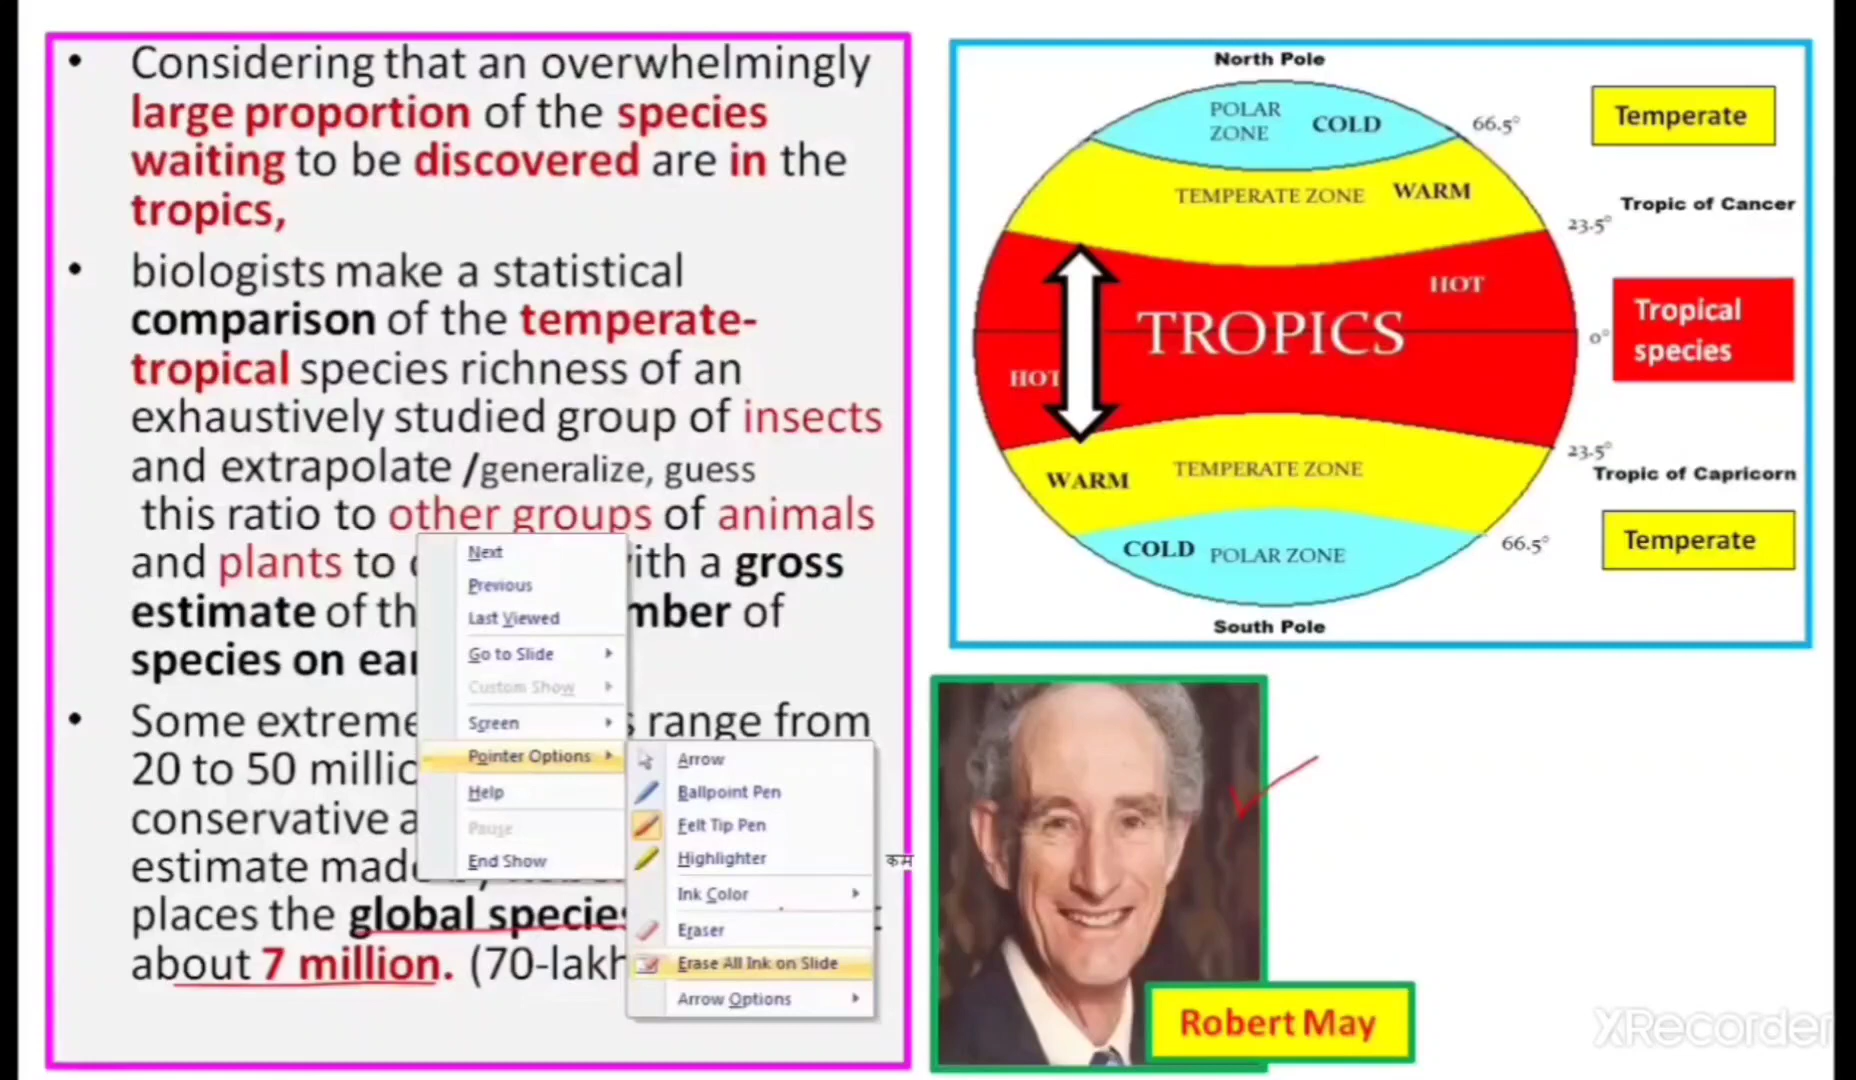 • Considering that an overwhelmingly
large proportion of the species
waiting to be discovered are in the
tropics,
• biologists make a statistical
comparison of the temperate-
tropical species richness of an
exhaustively studied group of insects
and extrapolate /generalize, guess
this ratio to other groups of animals
and plants to ith a gross
estimate of th mber of
species on ear
• Some extreme range from
20 to 50 millio
conservative a
estimate made
places the global species
about 7 million. (70-lakh
Next
Previous
Last Viewed
Go to Slide
Custom Show
Screen
Pointer Options
Help
Pause
End Show
Arrow
Ballpoint Pen
Felt Tip Pen
Highlighter
Ink Color
Eraser
Erase All Ink on Slide
Arrow Options
कम
North Pole
POLAR
ZONE COLD
66.5°
Temperate
TEMPERATE ZONE WARM
Tropic of Cancer
23.5°
HOT
TROPICS
0°
Tropical
species
HOT
23.5°
Tropic of Capricorn
WARM TEMPERATE ZONE
COLD POLAR ZONE
66.5°
Temperate
South Pole
Robert May
XRecorder